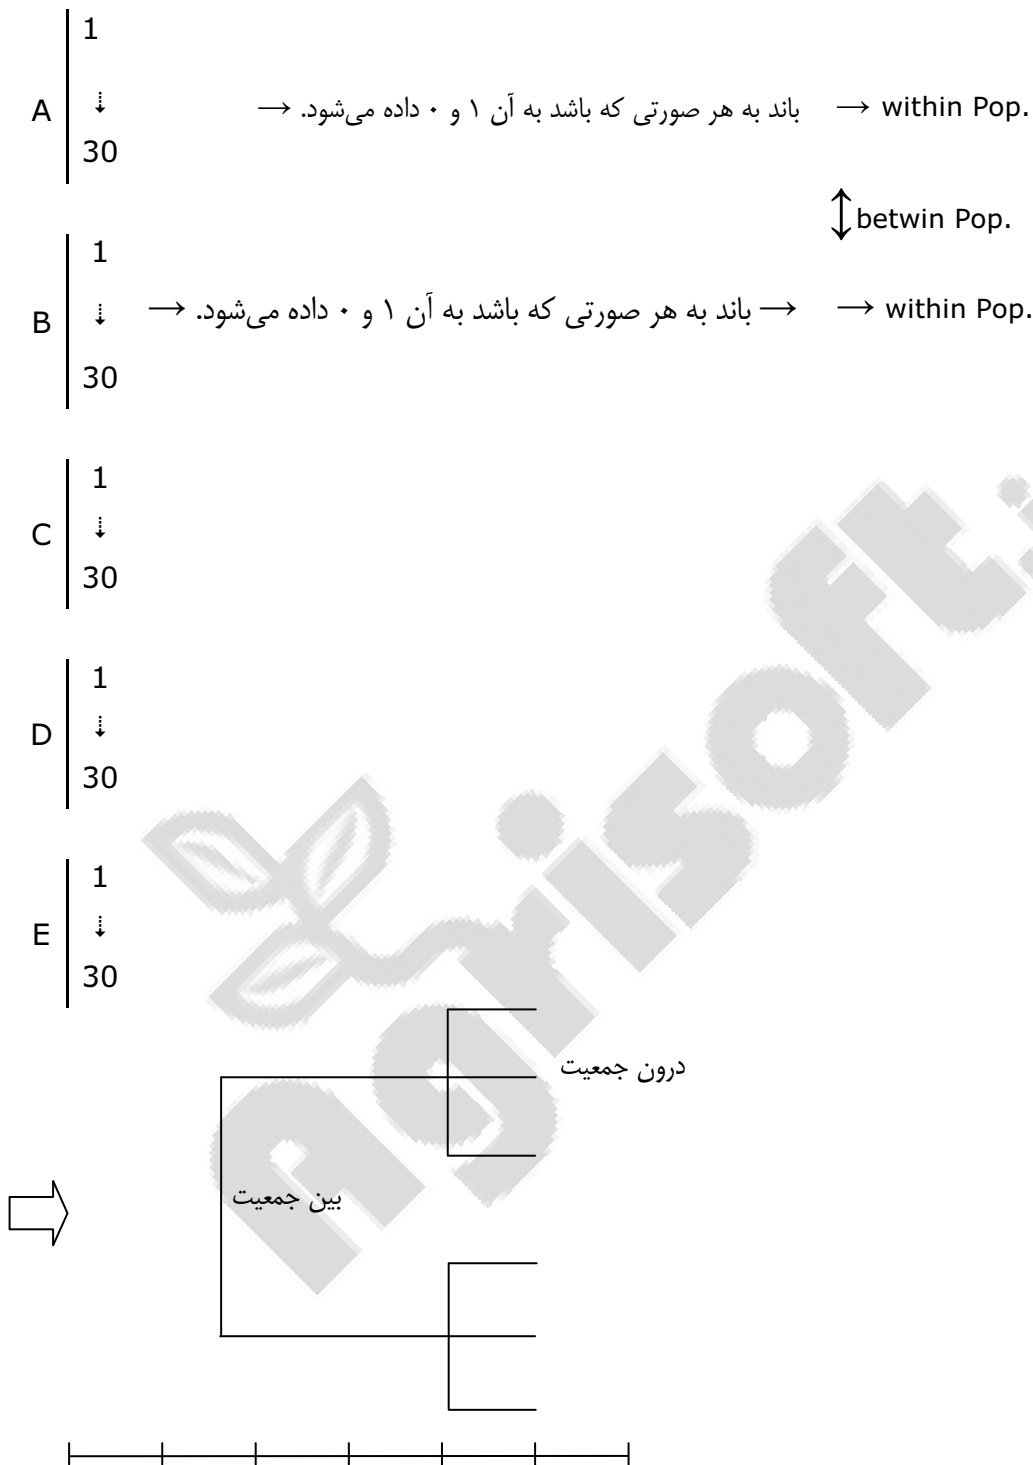 1
A ⇣ → باند به هر صورتی که باشد به آن ۱ و ۰ داده می‌شود. → within Pop.
30
↕ betwin Pop.
1
B ⇣ → باند به هر صورتی که باشد به آن ۱ و ۰ داده می‌شود. → → within Pop.
30
1
C ⇣
30
1
D ⇣
30
1
E ⇣
30
درون جمعیت
بین جمعیت
Agrisoft.